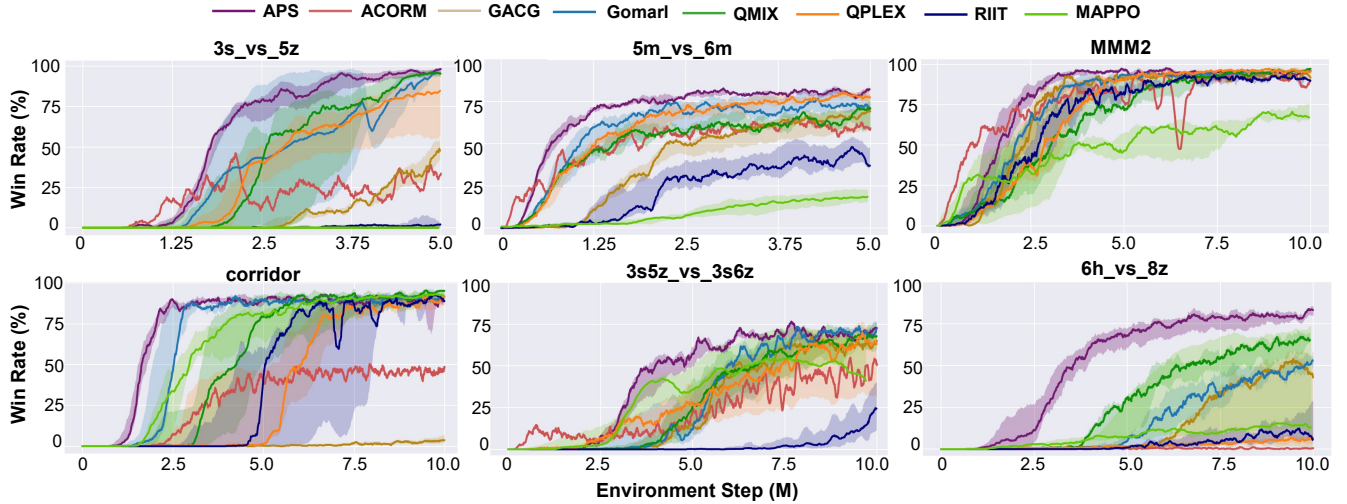 APS ACORM GACG Gomarl QMIX QPLEX RIIT MAPPO
3s_vs_5z 5m_vs_6m MMM2
Win Rate (%)
100
75
50
25
0
0 1.25 2.5 3.75 5.0
100
75
50
25
0
0 1.25 2.5 3.75 5.0
100
75
50
25
0
0 2.5 5.0 7.5 10.0
corridor 3s5z_vs_3s6z 6h_vs_8z
Win Rate (%)
100
75
50
25
0
0 2.5 5.0 7.5 10.0
100
75
50
25
0
0 2.5 5.0 7.5 10.0
100
75
50
25
0
0 2.5 5.0 7.5 10.0
Environment Step (M)